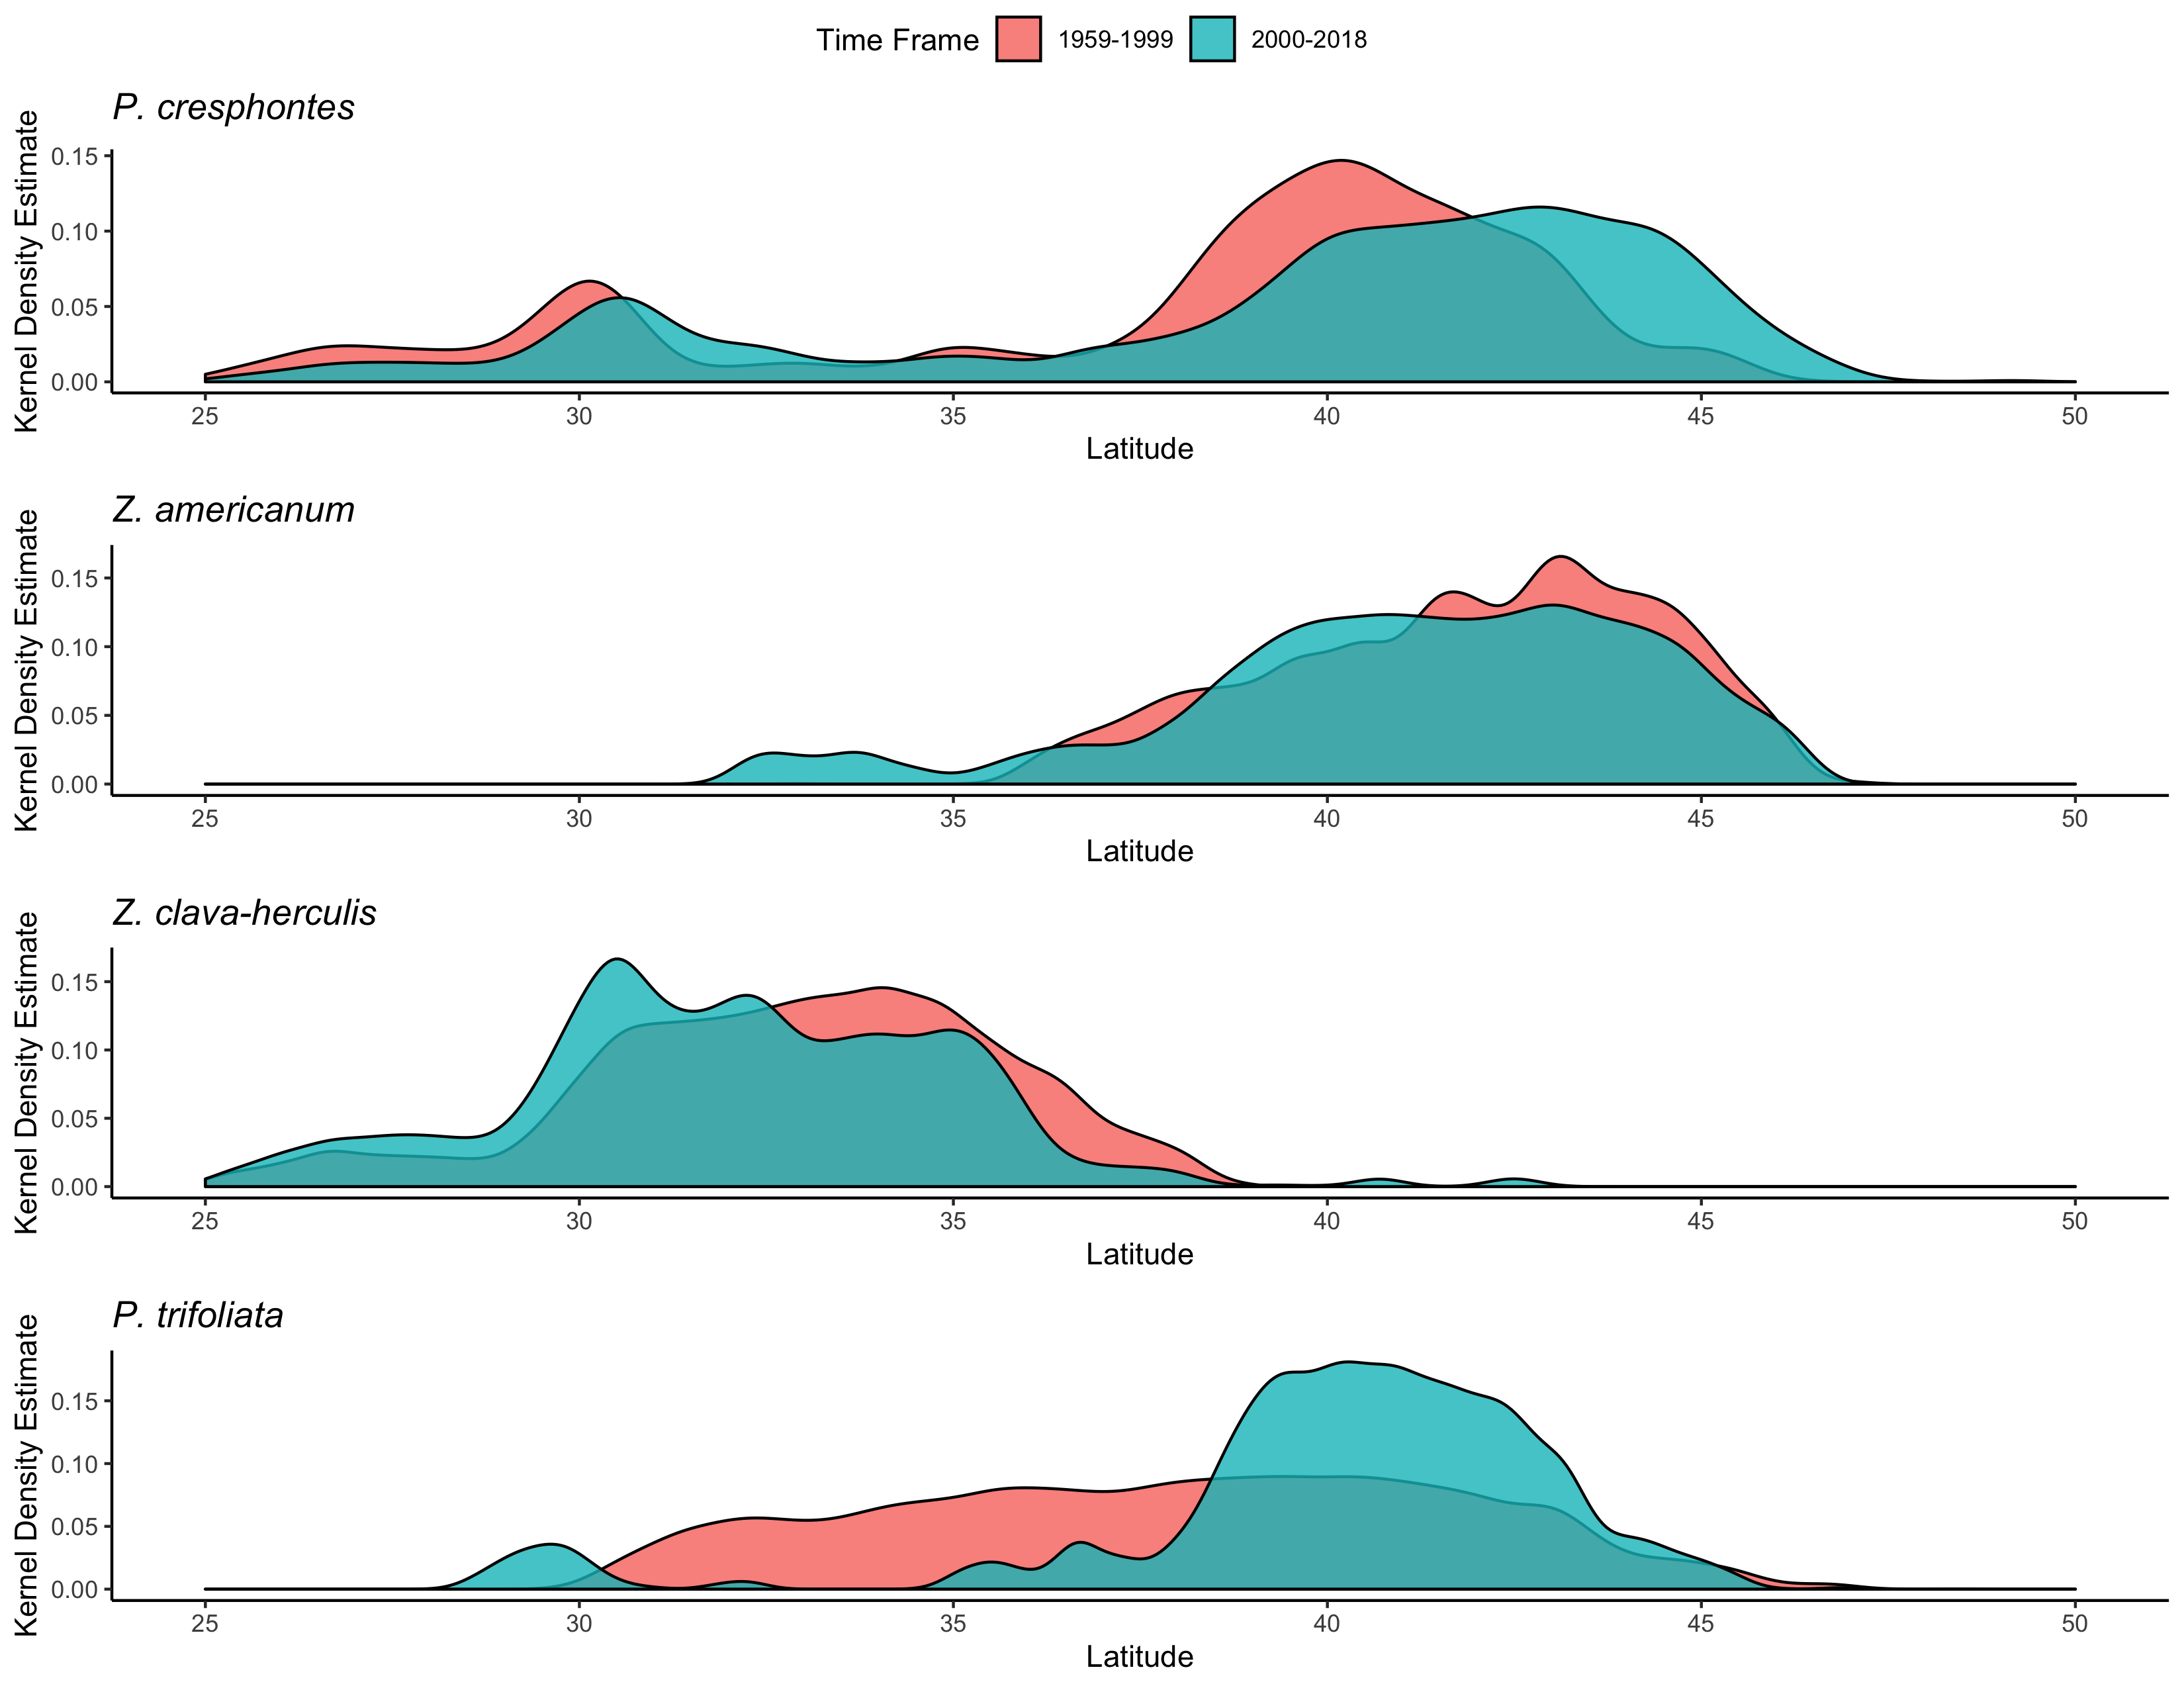 Time Frame 1959-1999 2000-2018
P. cresphontes
Kernel Density Estimate
0.15
0.10
0.05
0.00
25 30 35 40 45 50
Latitude
Z. americanum
Kernel Density Estimate
0.15
0.10
0.05
0.00
25 30 35 40 45 50
Latitude
Z. clava-herculis
Kernel Density Estimate
0.15
0.10
0.05
0.00
25 30 35 40 45 50
Latitude
P. trifoliata
Kernel Density Estimate
0.15
0.10
0.05
0.00
25 30 35 40 45 50
Latitude